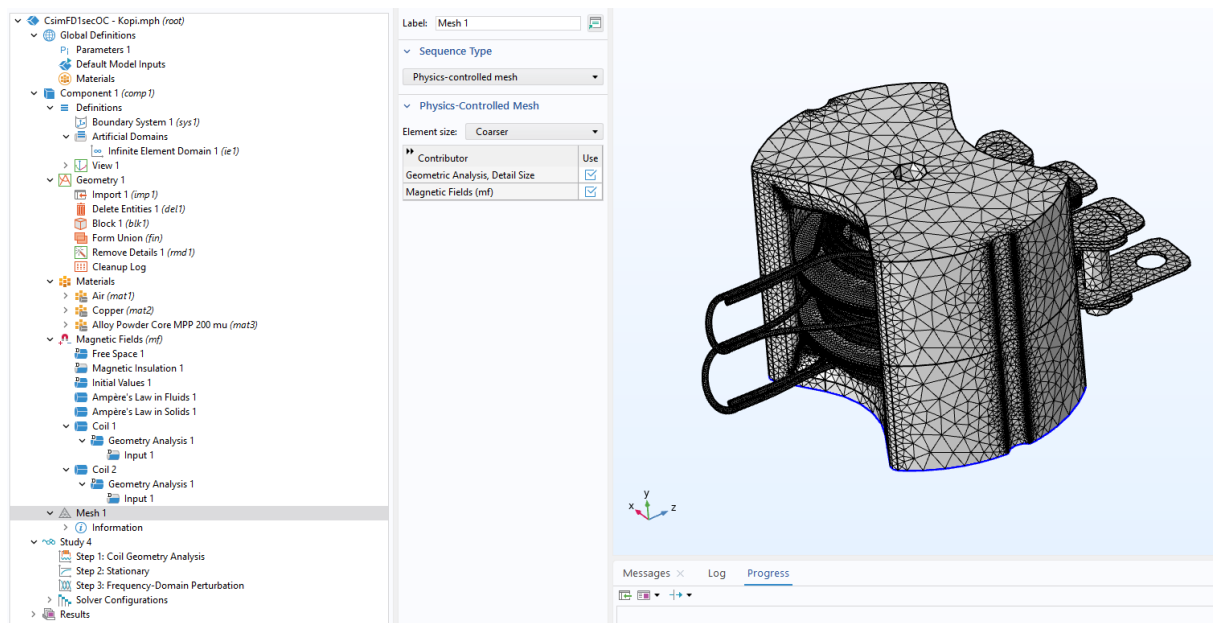 CsimFD1secOC - Kopi.mph (root)
Global Definitions
Pi Parameters 1
Default Model Inputs
Materials
Component 1 (comp1)
Definitions
Boundary System 1 (sys1)
Artificial Domains
Infinite Element Domain 1 (ie1)
View 1
Geometry 1
Import 1 (imp1)
Delete Entities 1 (del1)
Block 1 (blk1)
Form Union (fin)
Remove Details 1 (rmd1)
Cleanup Log
Materials
Air (mat1)
Copper (mat2)
Alloy Powder Core MPP 200 mu (mat3)
Magnetic Fields (mf)
Free Space 1
Magnetic Insulation 1
Initial Values 1
Ampère's Law in Fluids 1
Ampère's Law in Solids 1
Coil 1
Geometry Analysis 1
Input 1
Coil 2
Geometry Analysis 1
Input 1
Mesh 1
Information
Study 4
Step 1: Coil Geometry Analysis
Step 2: Stationary
Step 3: Frequency-Domain Perturbation
Solver Configurations
Results
Label: Mesh 1
Sequence Type
Physics-controlled mesh
Physics-Controlled Mesh
Element size: Coarser
Contributor Use
Geometric Analysis, Detail Size
Magnetic Fields (mf)
y
x z
Messages Log Progress